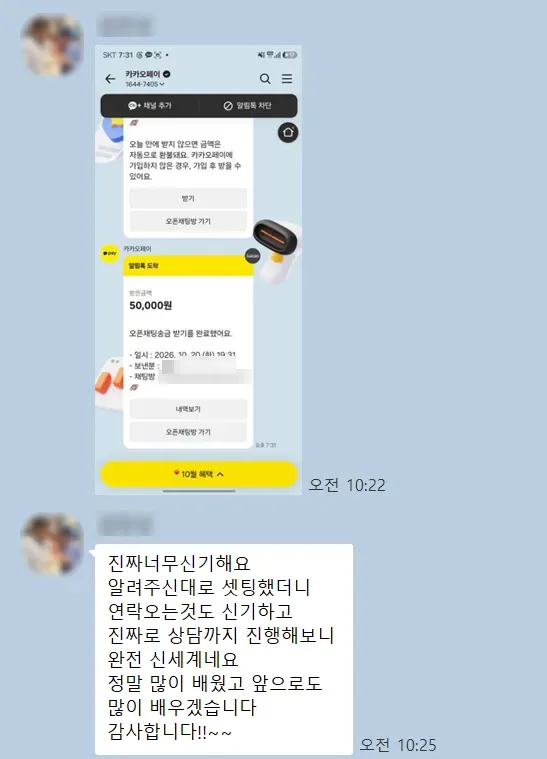 SKT 7:31
카카오페이
1644-7405
채널 추가
알림톡 차단
오늘 안에 받지 않으면 금액은
자동으로 환불돼요. 카카오페이에
가입하지 않은 경우, 가입 후 받을 수
있어요.
받기
오픈채팅방 가기
pay
카카오페이
kakao
알림톡 도착
받은금액
50,000원
오픈채팅송금 받기를 완료했어요.
- 일시 : 2026. 10. 20 (화) 19:31
- 보낸분 :
- 채팅방
내역보기
오픈채팅방 가기
오후 7:31
10월 혜택
오전 10:22
진짜너무신기해요
알려주신대로 셋팅했더니
연락오는것도 신기하고
진짜로 상담까지 진행해보니
완전 신세계네요
정말 많이 배웠고 앞으로도
많이 배우겠습니다
감사합니다!!~~
오전 10:25